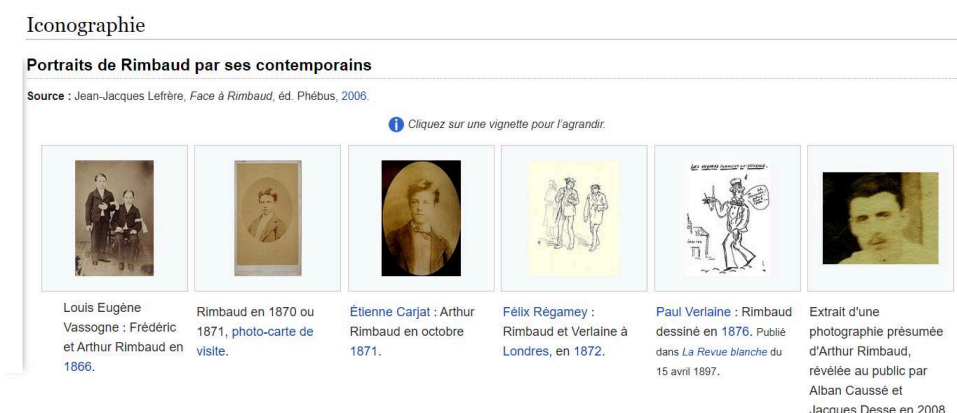 Iconographie
Portraits de Rimbaud par ses contemporains
Source : Jean-Jacques Lefrère, Face à Rimbaud, éd. Phébus, 2006.
Cliquez sur une vignette pour l'agrandir.
Louis Eugène
Vassogne : Frédéric
et Arthur Rimbaud en
1866.
Rimbaud en 1870 ou
1871, photo-carte de
visite.
Étienne Carjat : Arthur
Rimbaud en octobre
1871.
Félix Régamey :
Rimbaud et Verlaine à
Londres, en 1872.
Paul Verlaine : Rimbaud
dessiné en 1876. Publié
dans La Revue blanche du
15 avril 1897.
Extrait d'une
photographie présumée
d'Arthur Rimbaud,
révélée au public par
Alban Caussé et
Jacques Desse en 2008